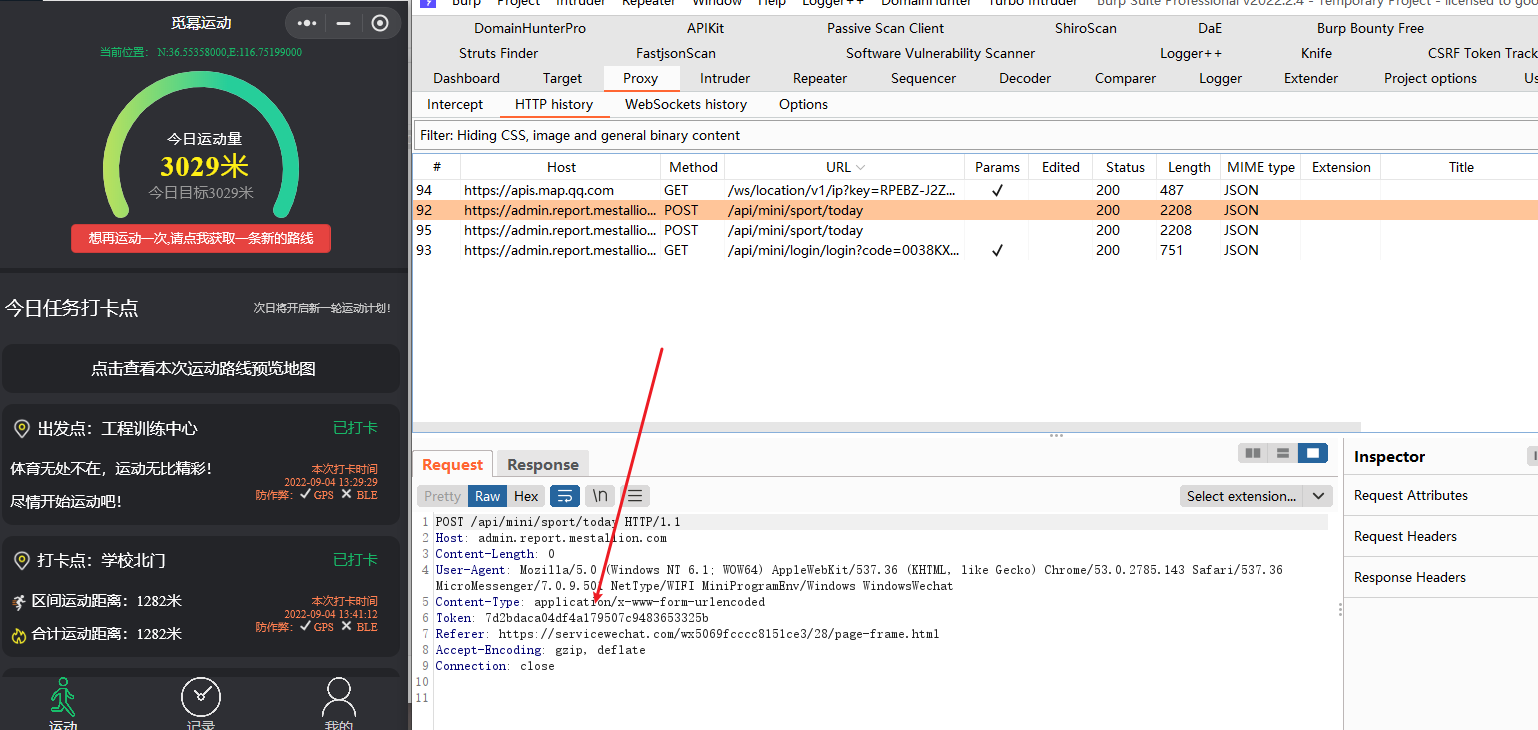 觅幂运动
当前位置： N:36.55358000,E:116.75199000
今日运动量
3029米
今日目标3029米
想再运动一次,请点我获取一条新的路线
今日任务打卡点
次日将开启新一轮运动计划!
点击查看本次运动路线预览地图
出发点：工程训练中心
已打卡
体育无处不在，运动无比精彩!
尽情开始运动吧!
本次打卡时间
2022-09-04 13:29:29
防作弊: ✓ GPS ✕ BLE
打卡点：学校北门
已打卡
区间运动距离：1282米
合计运动距离：1282米
本次打卡时间
2022-09-04 13:41:12
防作弊: ✓ GPS ✕ BLE
运动
记录
我的
Burp Project Intruder Repeater Window Help Logger++ DomainHunter Turbo Intruder Burp Suite Professional v2022.2.4 - Temporary Project - licensed to
DomainHunterPro APIKit Passive Scan Client ShiroScan DaE Burp Bounty Free
Struts Finder FastjsonScan Software Vulnerability Scanner Logger++ Knife CSRF Token Track
Dashboard Target Proxy Intruder Repeater Sequencer Decoder Comparer Logger Extender Project options Us
Intercept HTTP history WebSockets history Options
Filter: Hiding CSS, image and general binary content
# Host Method URL Params Edited Status Length MIME type Extension Title
94 https://apis.map.qq.com GET /ws/location/v1/ip?key=RPEBZ-J2Z... ✓ 200 487 JSON
92 https://admin.report.mestallio... POST /api/mini/sport/today 200 2208 JSON
95 https://admin.report.mestallio... POST /api/mini/sport/today 200 2208 JSON
93 https://admin.report.mestallio... GET /api/mini/login/login?code=0038KX... ✓ 200 751 JSON
Request Response
Pretty Raw Hex \n
Select extension...
1 POST /api/mini/sport/today HTTP/1.1
2 Host: admin.report.mestallion.com
3 Content-Length: 0
4 User-Agent: Mozilla/5.0 (Windows NT 6.1; WOW64) AppleWebKit/537.36 (KHTML, like Gecko) Chrome/53.0.2785.143 Safari/537.36
MicroMessenger/7.0.9.501 NetType/WIFI MiniProgramEnv/Windows WindowsWechat
5 Content-Type: application/x-www-form-urlencoded
6 Token: 7d2bdaca04df4a179507c9483653325b
7 Referer: https://servicewechat.com/wx5069fcccc8151ce3/28/page-frame.html
8 Accept-Encoding: gzip, deflate
9 Connection: close
10
11
Inspector
Request Attributes
Request Headers
Response Headers